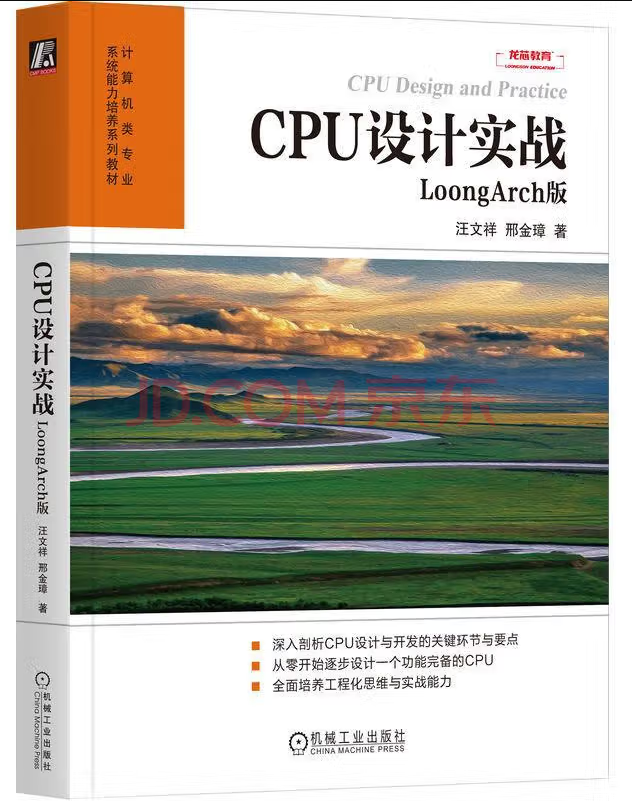 CMP BOOKS
计算机类专业
系统能力培养系列教材
龙芯教育
LOONGSON EDUCATION
CPU Design and Practice
CPU设计实战
LoongArch版
汪文祥 邢金璋 著
JD.COM 京东
深入剖析CPU设计与开发的关键环节与要点
从零开始逐步设计一个功能完备的CPU
全面培养工程化思维与实战能力
机械工业出版社
CHINA MACHINE PRESS
CPU设计实战
LoongArch版
汪文祥 邢金璋 著
机械工业出版社
China Machine Press